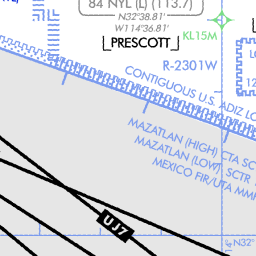 84 NYL (L) (113.7)
N32°38.81'
W114°36.81'
KL15M
PRESCOTT
R-2301W
CONTIGUOUS U.S. ADIZ LO
12
MAZATLAN (HIGH) CTA SC
MAZATLAN (LOW) SCTR
MEXICO FIR/UTA MM
UJ7
N32°